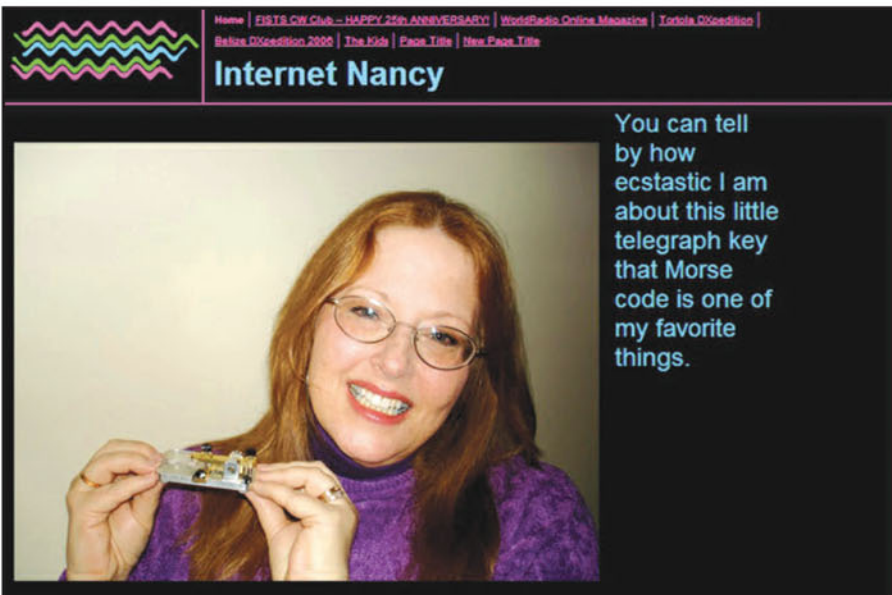 Home | FISTS CW Club – HAPPY 25th ANNIVERSARY! | WorldRadio Online Magazine | Tortola DXpedition |
Belize DXpedition 2006 | The Kids | Page Title | New Page Title
Internet Nancy
You can tell
by how
ecstastic I am
about this little
telegraph key
that Morse
code is one of
my favorite
things.